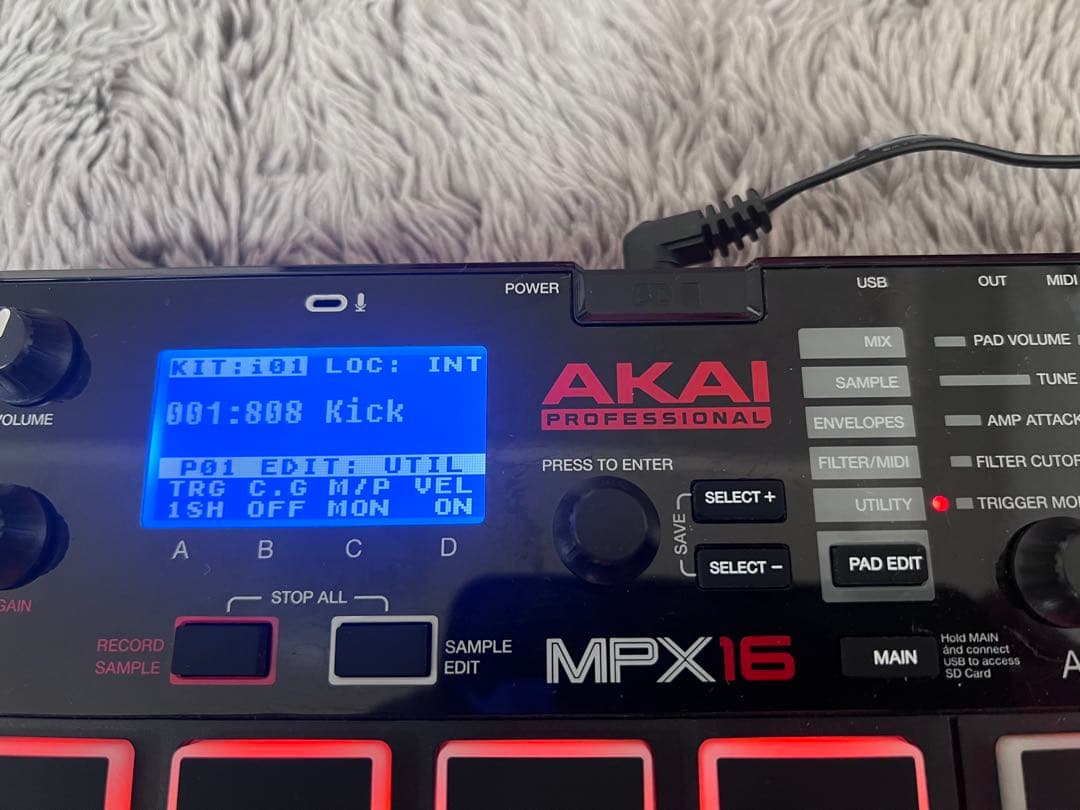 POWER
USB
OUT
MIDI
VOLUME
KIT:i01 LOC: INT
001:808 Kick
P01 EDIT: UTIL
TRG C.G M/P VEL
1SH OFF MON ON
A B C D
AKAI
PROFESSIONAL
PRESS TO ENTER
SELECT +
SAVE
SELECT -
MIX
SAMPLE
ENVELOPES
FILTER/MIDI
UTILITY
PAD EDIT
PAD VOLUME
TUNE
AMP ATTACK
FILTER CUTOF
TRIGGER MO
GAIN
STOP ALL
RECORD
SAMPLE
SAMPLE
EDIT
MPX16
MAIN
Hold MAIN
and connect
USB to access
SD Card
A